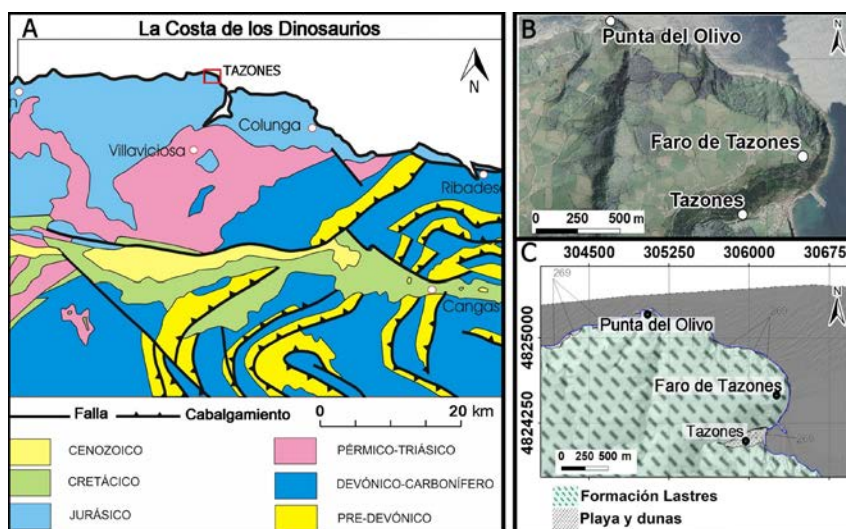 A
La Costa de los Dinosaurios
TAZONES
N
n
Colunga
Villaviciosa
Ribades
Cangas
Falla
Cabalgamiento
0 20 km
CENOZOICO
CRETÁCICO
JURÁSICO
PÉRMICO-TRIÁSICO
DEVÓNICO-CARBONÍFERO
PRE-DEVÓNICO
B
Punta del Olivo
N
Faro de Tazones
Tazones
0 250 500 m
C
304500 305250 306000 30675
269
N
4825000
Punta del Olivo
269
Faro de Tazones
4824250
Tazones
0 250 500 m
Formación Lastres
Playa y dunas